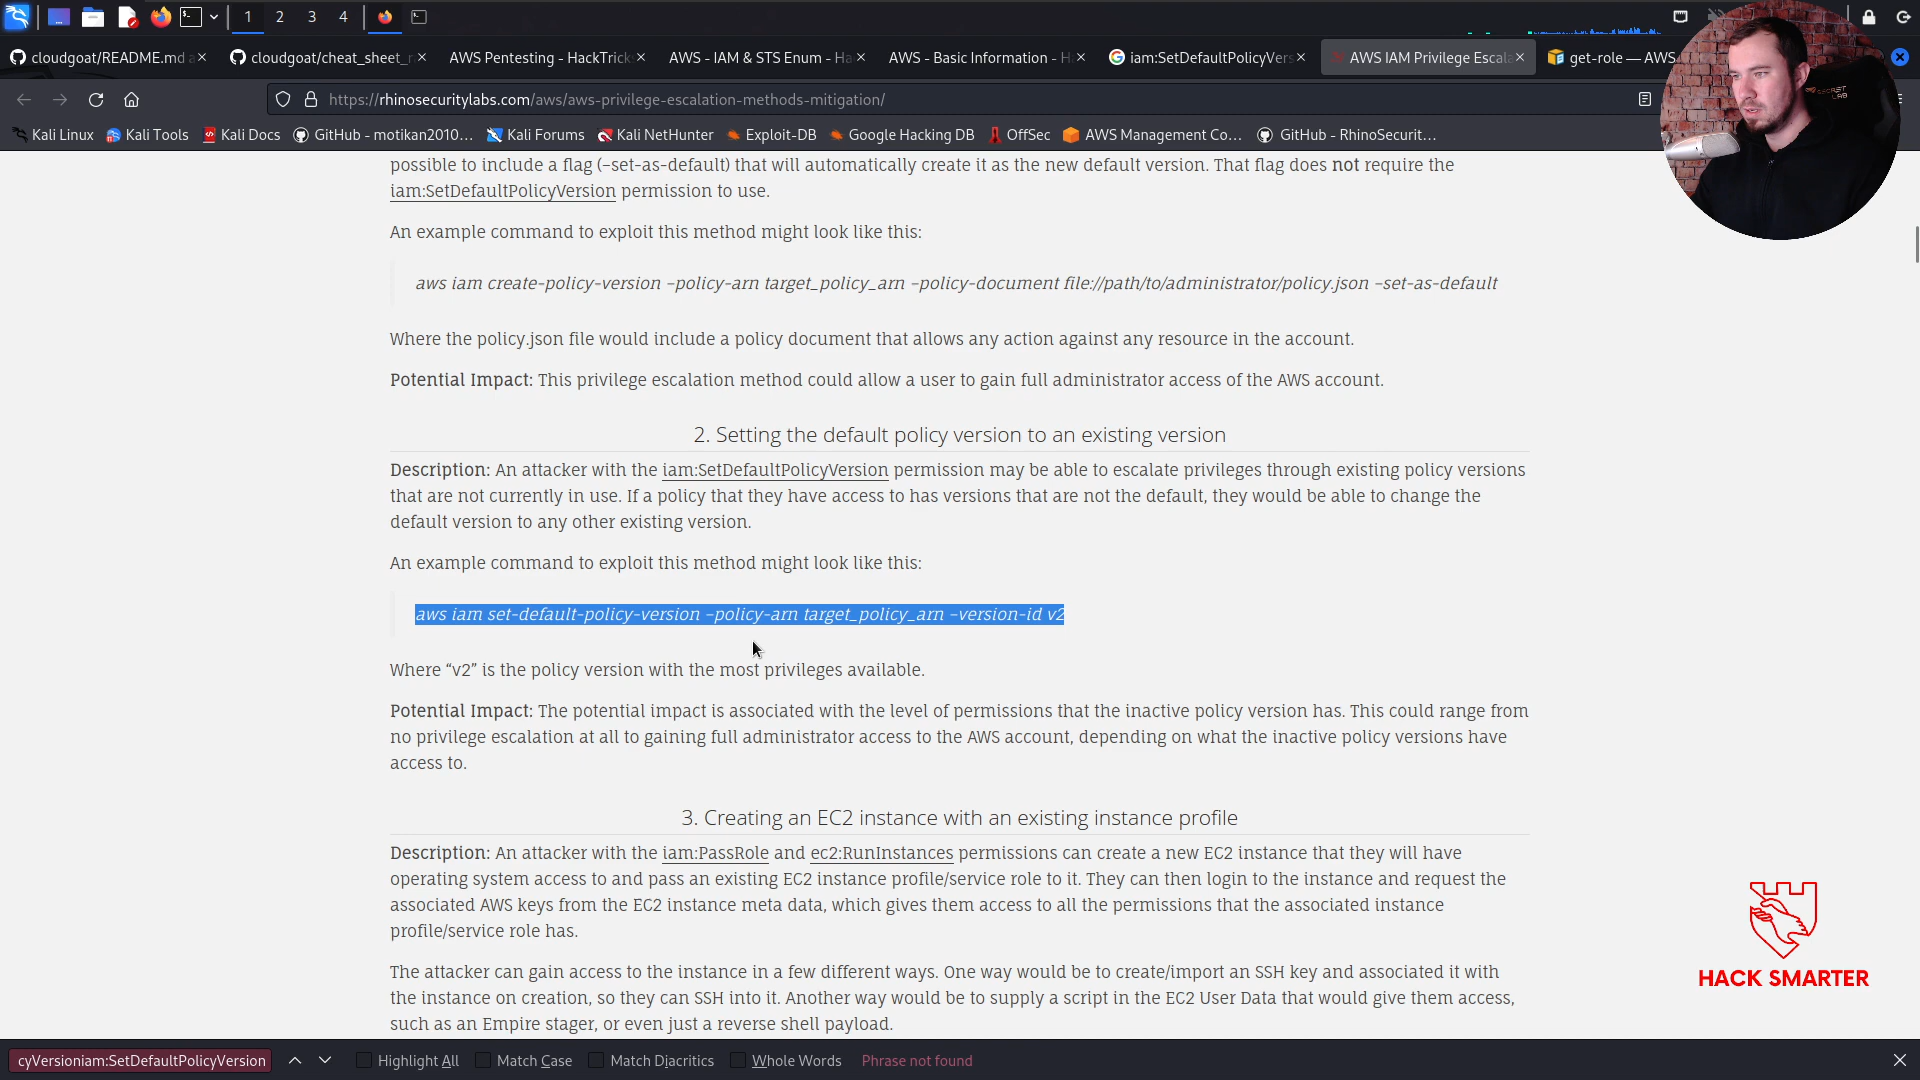 1 2 3 4
cloudgoat/README.md a
cloudgoat/cheat_sheet_r
AWS Pentesting - HackTrick
AWS - IAM & STS Enum - Ha
AWS - Basic Information - H
iam:SetDefaultPolicyVers
AWS IAM Privilege Escala
get-role — AWS
https://rhinosecuritylabs.com/aws/aws-privilege-escalation-methods-mitigation/
Kali Linux
Kali Tools
Kali Docs
GitHub - motikan2010…
Kali Forums
Kali NetHunter
Exploit-DB
Google Hacking DB
OffSec
AWS Management Co…
GitHub - RhinoSecurit…
possible to include a flag (–set-as-default) that will automatically create it as the new default version. That flag does not require the
iam:SetDefaultPolicyVersion permission to use.
An example command to exploit this method might look like this:
aws iam create-policy-version –policy-arn target_policy_arn –policy-document file://path/to/administrator/policy.json –set-as-default
Where the policy.json file would include a policy document that allows any action against any resource in the account.
Potential Impact: This privilege escalation method could allow a user to gain full administrator access of the AWS account.
2. Setting the default policy version to an existing version
Description: An attacker with the iam:SetDefaultPolicyVersion permission may be able to escalate privileges through existing policy versions
that are not currently in use. If a policy that they have access to has versions that are not the default, they would be able to change the
default version to any other existing version.
An example command to exploit this method might look like this:
aws iam set-default-policy-version –policy-arn target_policy_arn –version-id v2
Where “v2” is the policy version with the most privileges available.
Potential Impact: The potential impact is associated with the level of permissions that the inactive policy version has. This could range from
no privilege escalation at all to gaining full administrator access to the AWS account, depending on what the inactive policy versions have
access to.
3. Creating an EC2 instance with an existing instance profile
Description: An attacker with the iam:PassRole and ec2:RunInstances permissions can create a new EC2 instance that they will have
operating system access to and pass an existing EC2 instance profile/service role to it. They can then login to the instance and request the
associated AWS keys from the EC2 instance meta data, which gives them access to all the permissions that the associated instance
profile/service role has.
The attacker can gain access to the instance in a few different ways. One way would be to create/import an SSH key and associated it with
the instance on creation, so they can SSH into it. Another way would be to supply a script in the EC2 User Data that would give them access,
such as an Empire stager, or even just a reverse shell payload.
HACK SMARTER
cyVersioniam:SetDefaultPolicyVersion
Highlight All
Match Case
Match Diacritics
Whole Words
Phrase not found